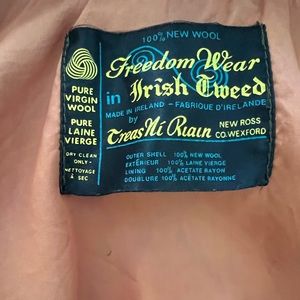 100% NEW WOOL
Freedom Wear
in Irish Tweed
MADE IN IRELAND - FABRIQUE D'IRELANDE
by
Treas Ní Riain NEW ROSS
CO. WEXFORD
PURE
VIRGIN
WOOL
PURE
LAINE
VIERGE
DRY CLEAN
ONLY -
NETTOYAGE
A SEC
OUTER SHELL 100% NEW WOOL
EXTÉRIEUR 100% LAINE VIERGE
LINING 100% ACETATE RAYON
DOUBLURE 100% ACETATE RAYONNE